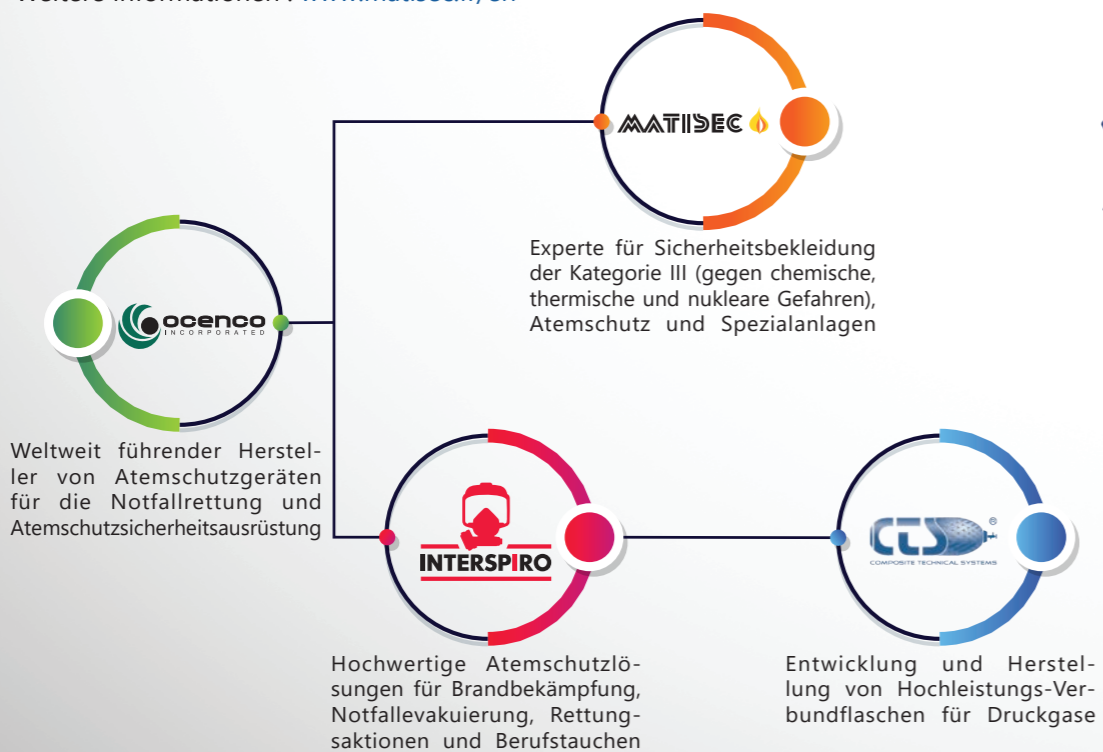 MATISEC
Experte für Sicherheitsbekleidung
der Kategorie III (gegen chemische,
thermische und nukleare Gefahren),
Atemschutz und Spezialanlagen
ocenco
INCORPORATED
Weltweit führender Herstel-
ler von Atemschutzgeräten
für die Notfallrettung und
Atemschutzsicherheitsausrüstung
INTERSPIRO
Hochwertige Atemschutzlö-
sungen für Brandbekämpfung,
Notfallevakuierung, Rettung-
saktionen und Berufstauchen
CTS ®
COMPOSITE TECHNICAL SYSTEMS
Entwicklung und Herstel-
lung von Hochleistungs-Ver-
bundflaschen für Druckgase